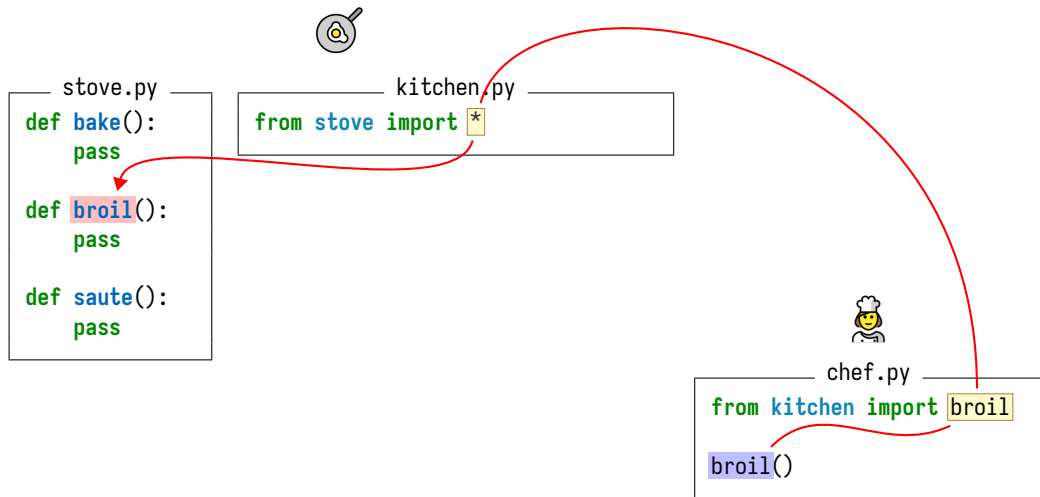 stove.py
def bake():
    pass
def broil():
    pass
def saute():
    pass
kitchen.py
from stove import *
chef.py
from kitchen import broil
broil()